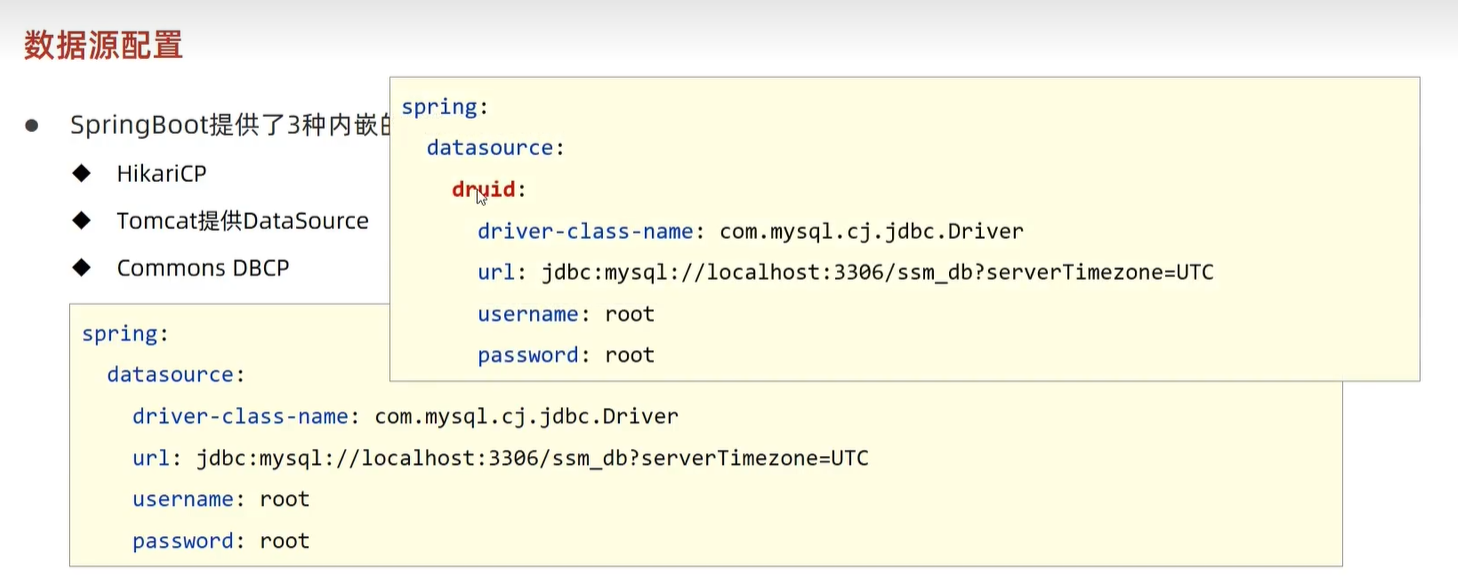 数据源配置
● SpringBoot提供了3种内嵌的
◆ HikariCP
◆ Tomcat提供DataSource
◆ Commons DBCP
spring:
  datasource:
    druid:
      driver-class-name: com.mysql.cj.jdbc.Driver
      url: jdbc:mysql://localhost:3306/ssm_db?serverTimezone=UTC
      username: root
      password: root
spring:
  datasource:
    driver-class-name: com.mysql.cj.jdbc.Driver
    url: jdbc:mysql://localhost:3306/ssm_db?serverTimezone=UTC
    username: root
    password: root